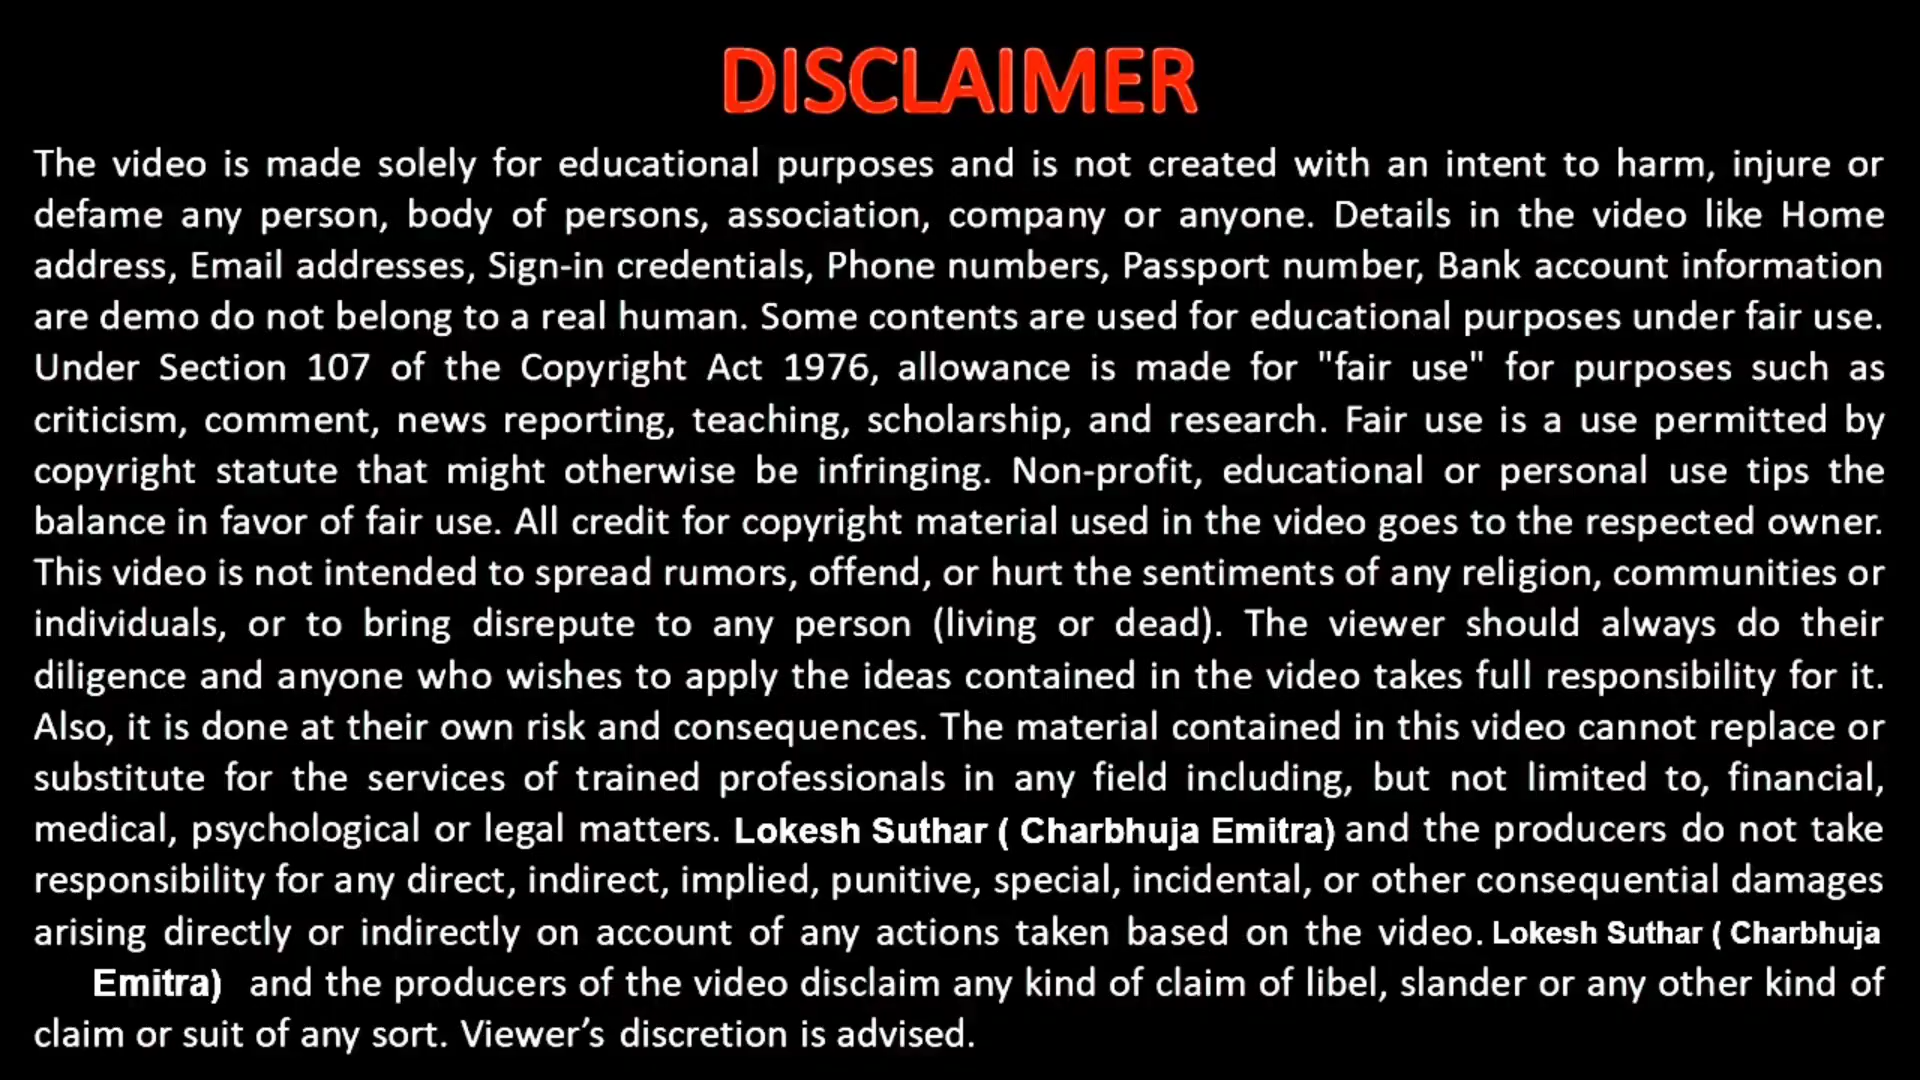 DISCLAIMER
The video is made solely for educational purposes and is not created with an intent to harm, injure or
defame any person, body of persons, association, company or anyone. Details in the video like Home
address, Email addresses, Sign-in credentials, Phone numbers, Passport number, Bank account information
are demo do not belong to a real human. Some contents are used for educational purposes under fair use.
Under Section 107 of the Copyright Act 1976, allowance is made for "fair use" for purposes such as
criticism, comment, news reporting, teaching, scholarship, and research. Fair use is a use permitted by
copyright statute that might otherwise be infringing. Non-profit, educational or personal use tips the
balance in favor of fair use. All credit for copyright material used in the video goes to the respected owner.
This video is not intended to spread rumors, offend, or hurt the sentiments of any religion, communities or
individuals, or to bring disrepute to any person (living or dead). The viewer should always do their
diligence and anyone who wishes to apply the ideas contained in the video takes full responsibility for it.
Also, it is done at their own risk and consequences. The material contained in this video cannot replace or
substitute for the services of trained professionals in any field including, but not limited to, financial,
medical, psychological or legal matters. Lokesh Suthar ( Charbhuja Emitra) and the producers do not take
responsibility for any direct, indirect, implied, punitive, special, incidental, or other consequential damages
arising directly or indirectly on account of any actions taken based on the video. Lokesh Suthar ( Charbhuja
Emitra) and the producers of the video disclaim any kind of claim of libel, slander or any other kind of
claim or suit of any sort. Viewer’s discretion is advised.